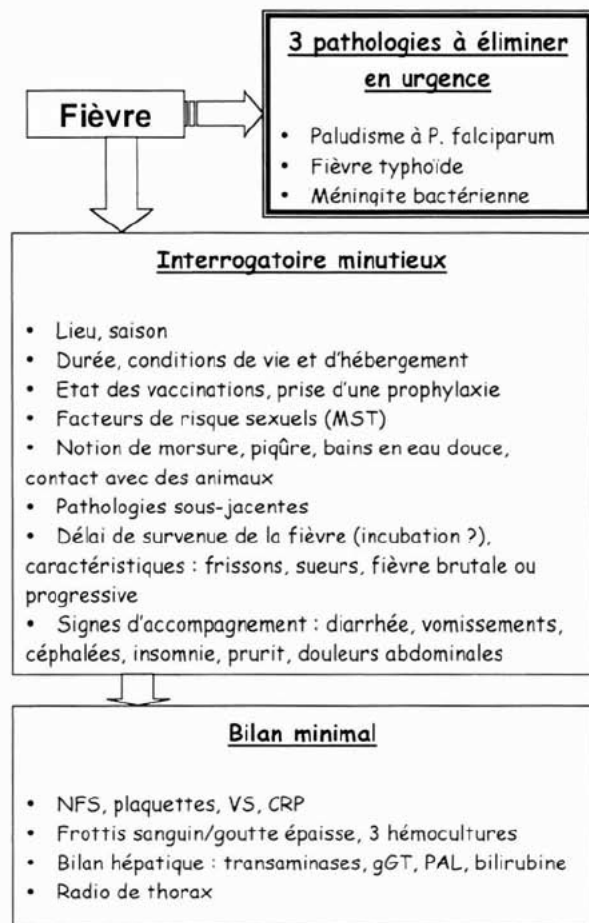 Fièvre
3 pathologies à éliminer
en urgence
• Paludisme à P. falciparum
• Fièvre typhoïde
• Méningite bactérienne
Interrogatoire minutieux
• Lieu, saison
• Durée, conditions de vie et d'hébergement
• Etat des vaccinations, prise d'une prophylaxie
• Facteurs de risque sexuels (MST)
• Notion de morsure, piqûre, bains en eau douce,
contact avec des animaux
• Pathologies sous-jacentes
• Délai de survenue de la fièvre (incubation ?),
caractéristiques : frissons, sueurs, fièvre brutale ou
progressive
• Signes d'accompagnement : diarrhée, vomissements,
céphalées, insomnie, prurit, douleurs abdominales
Bilan minimal
• NFS, plaquettes, VS, CRP
• Frottis sanguin/goutte épaisse, 3 hémocultures
• Bilan hépatique : transaminases, gGT, PAL, bilirubine
• Radio de thorax